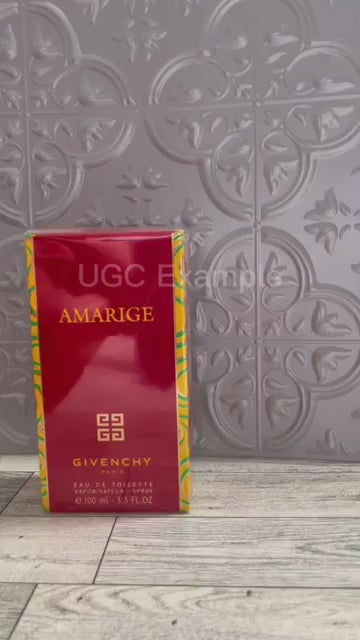 UGC Example
AMARIGE
GIVENCHY
PARIS
EAU DE TOILETTE
VAPORISATEUR - SPRAY
e 100 ml - 3.3 FL.OZ